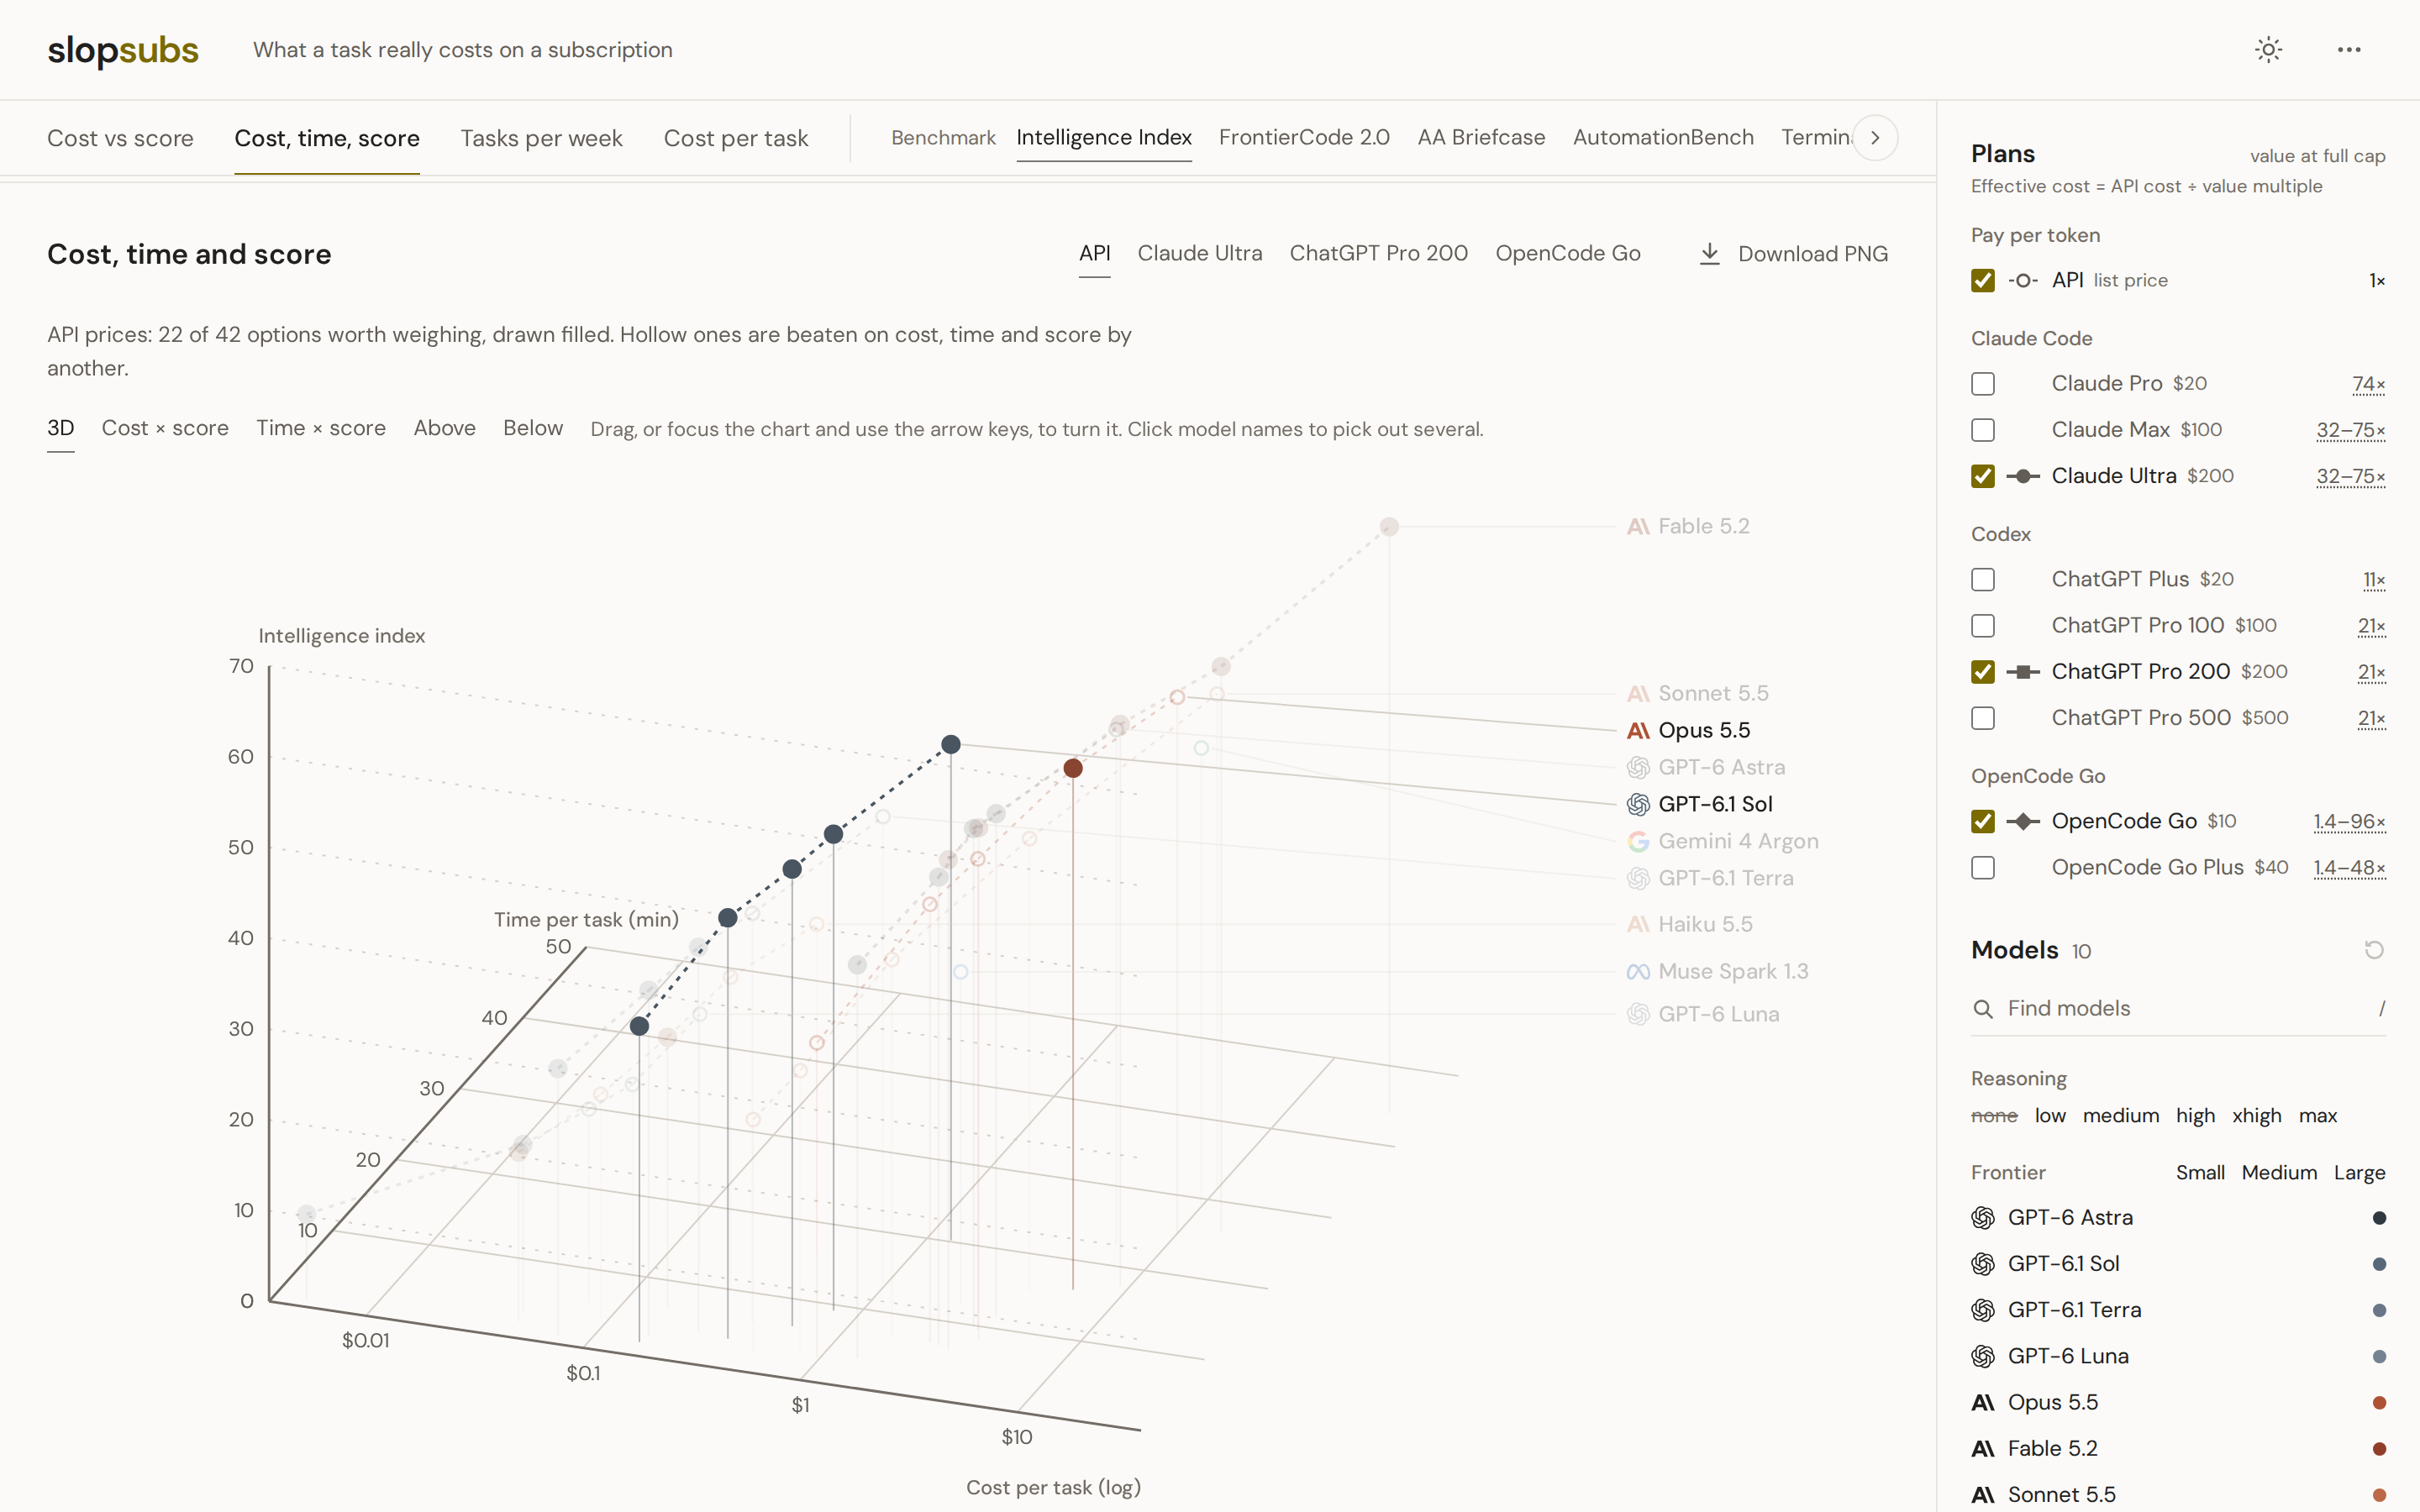 slopsubs
What a task really costs on a subscription
Cost vs score
Cost, time, score
Tasks per week
Cost per task
Benchmark
Intelligence Index
FrontierCode 2.0
AA Briefcase
AutomationBench
Termin
Cost, time and score
API
Claude Ultra
ChatGPT Pro 200
OpenCode Go
Download PNG
API prices: 22 of 42 options worth weighing, drawn filled. Hollow ones are beaten on cost, time and score by
another.
3D
Cost × score
Time × score
Above
Below
Drag, or focus the chart and use the arrow keys, to turn it. Click model names to pick out several.
Intelligence index
70
60
50
40
30
20
10
0
Time per task (min)
50
40
30
20
10
$0.01
$0.1
$1
$10
Cost per task (log)
Fable 5.2
Sonnet 5.5
Opus 5.5
GPT-6 Astra
GPT-6.1 Sol
Gemini 4 Argon
GPT-6.1 Terra
Haiku 5.5
Muse Spark 1.3
GPT-6 Luna
Plans
value at full cap
Effective cost = API cost ÷ value multiple
Pay per token
API list price 1×
Claude Code
Claude Pro $20 74×
Claude Max $100 32–75×
Claude Ultra $200 32–75×
Codex
ChatGPT Plus $20 11×
ChatGPT Pro 100 $100 21×
ChatGPT Pro 200 $200 21×
ChatGPT Pro 500 $500 21×
OpenCode Go
OpenCode Go $10 1.4–96×
OpenCode Go Plus $40 1.4–48×
Models 10
Find models /
Reasoning
none low medium high xhigh max
Frontier Small Medium Large
GPT-6 Astra
GPT-6.1 Sol
GPT-6.1 Terra
GPT-6 Luna
Opus 5.5
Fable 5.2
Sonnet 5.5